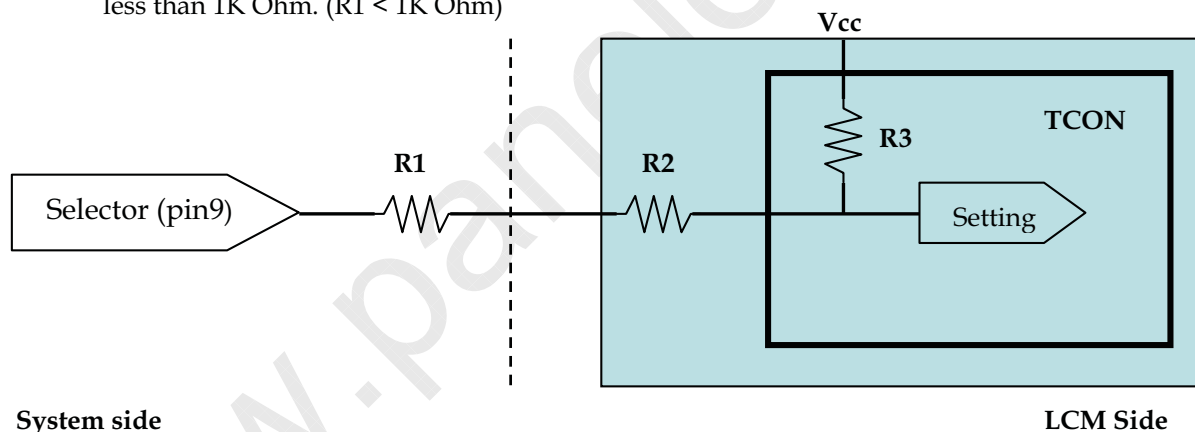 less than 1K Ohm. (R1 < 1K Ohm)
Vcc
TCON
R3
R1
R2
Selector (pin9)
Setting
System side
LCM Side